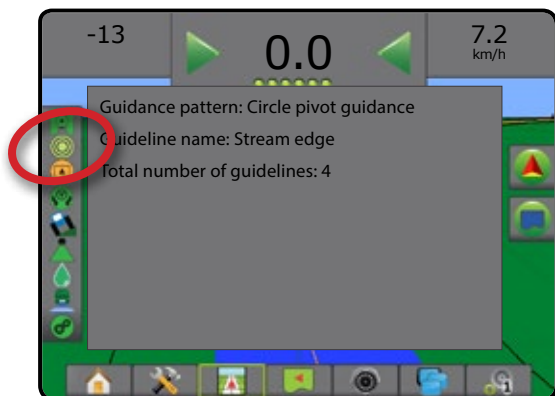 -13
0.0
7.2
km/h
Guidance pattern: Circle pivot guidance
Guideline name: Stream edge
Total number of guidelines: 4
1